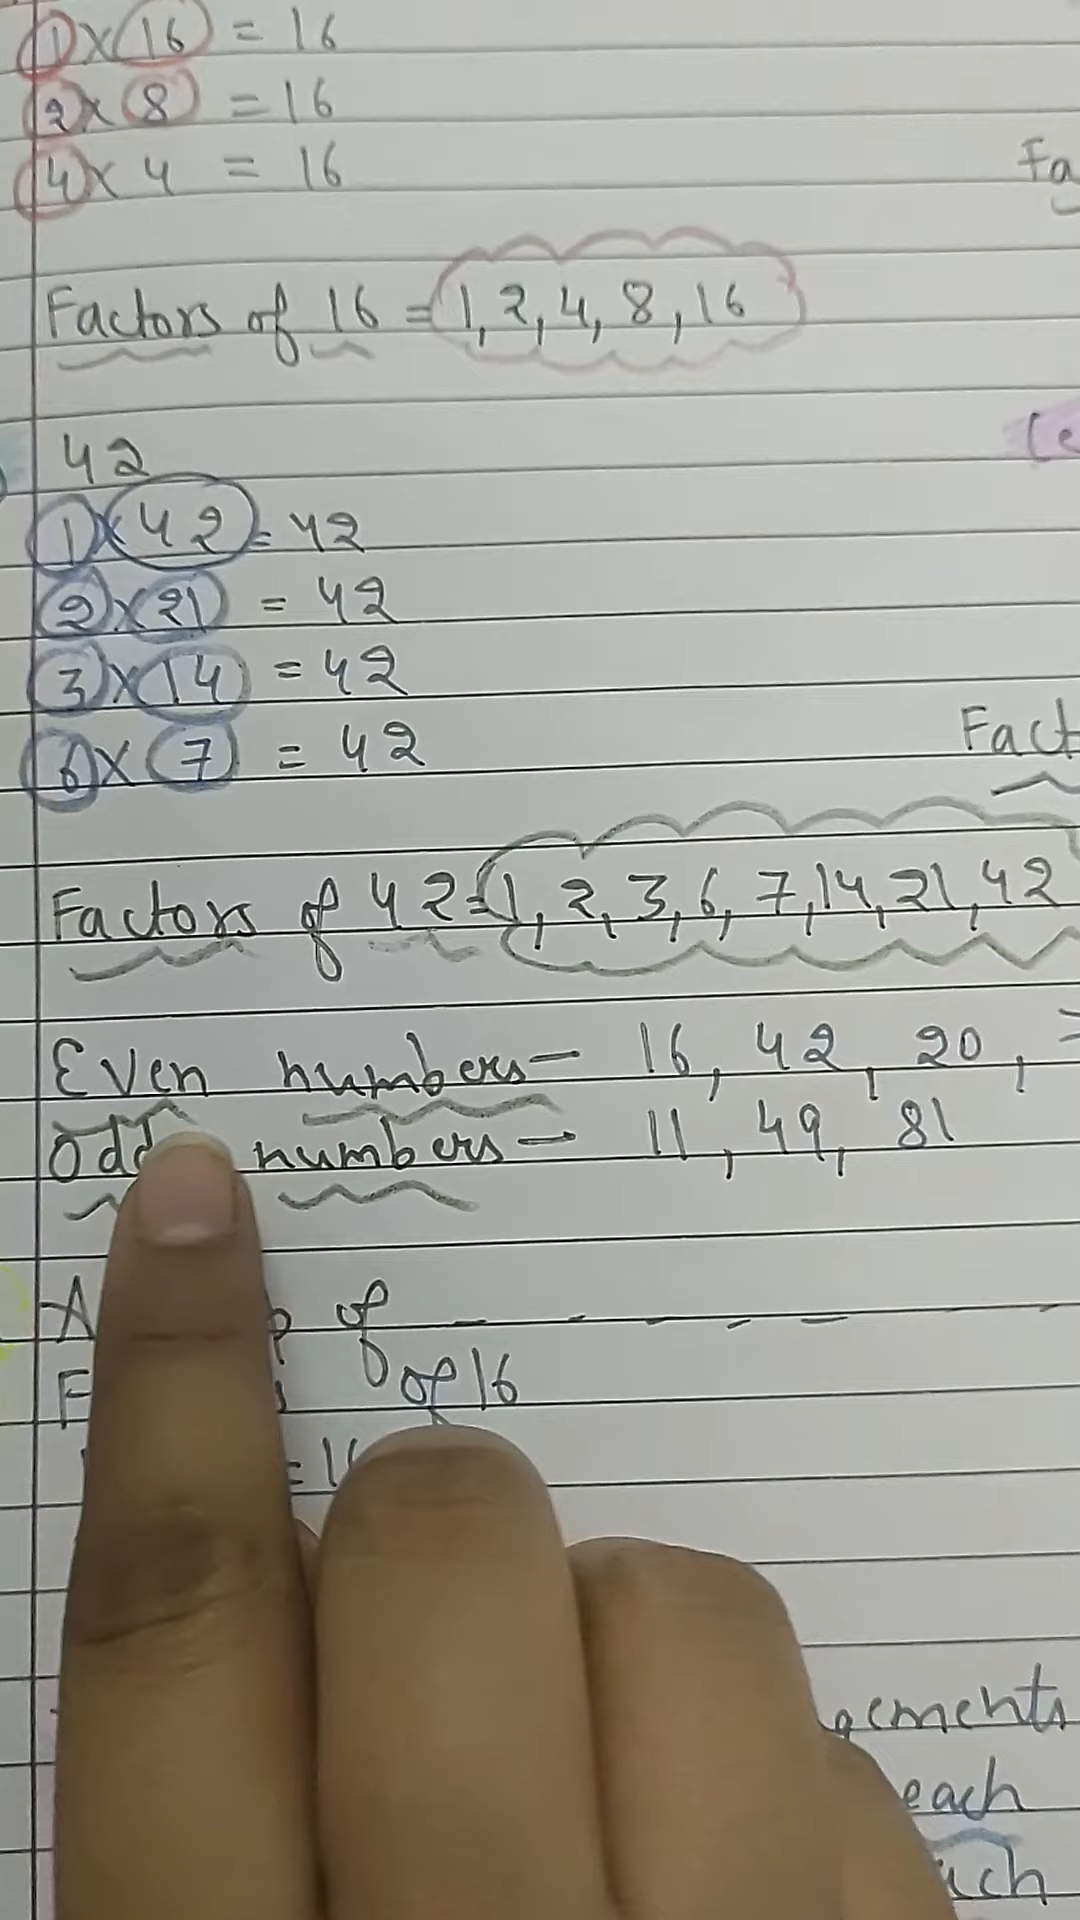 1 x 16 = 16
2 x 8 = 16
4 x 4 = 16
Factors of 16 = 1, 2, 4, 8, 16
42
1 x 42 = 42
2 x 21 = 42
3 x 14 = 42
6 x 7 = 42
Factors of 42 = 1, 2, 3, 6, 7, 14, 21, 42
Even numbers - 16, 42, 20,
Odd numbers - 11, 49, 81
of
of 16
each